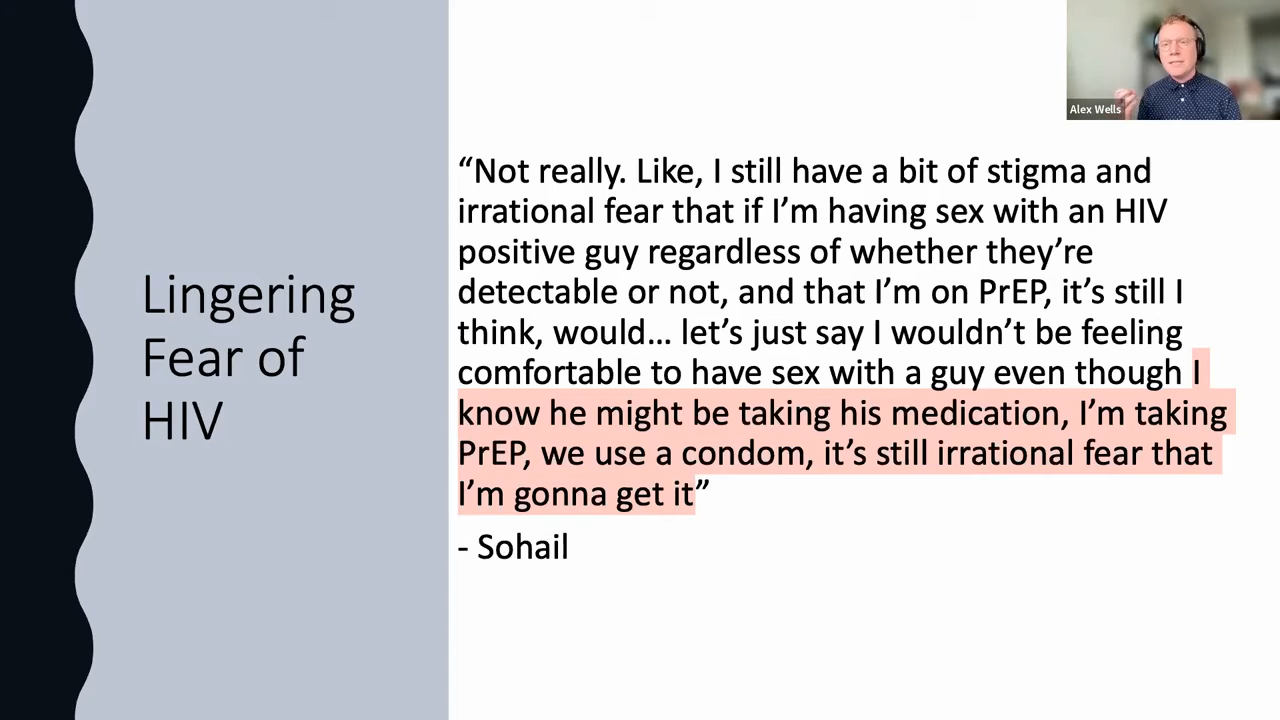 Alex Wells
Lingering
Fear of
HIV
“Not really. Like, I still have a bit of stigma and
irrational fear that if I’m having sex with an HIV
positive guy regardless of whether they’re
detectable or not, and that I’m on PrEP, it’s still I
think, would… let’s just say I wouldn’t be feeling
comfortable to have sex with a guy even though I
know he might be taking his medication, I’m taking
PrEP, we use a condom, it’s still irrational fear that
I’m gonna get it”
- Sohail